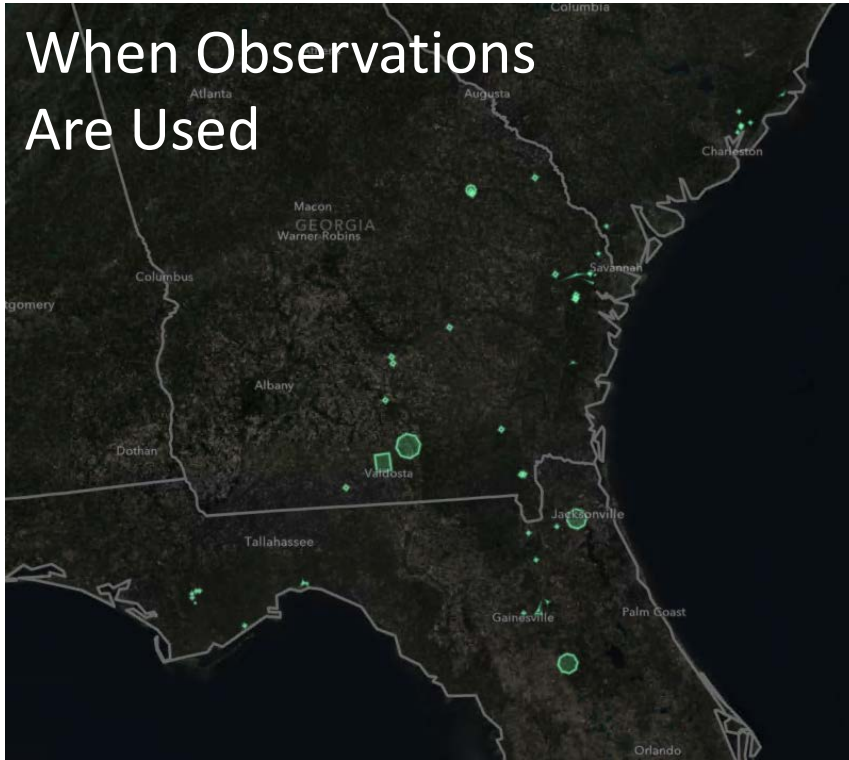 When Observations
Are Used
Columbia
Atlanta
Augusta
Charleston
Macon
GEORGIA
Warner Robins
Savannah
Columbus
tgomery
Albany
Dothan
Valdosta
Jacksonville
Tallahassee
Gainesville
Palm Coast
Orlando